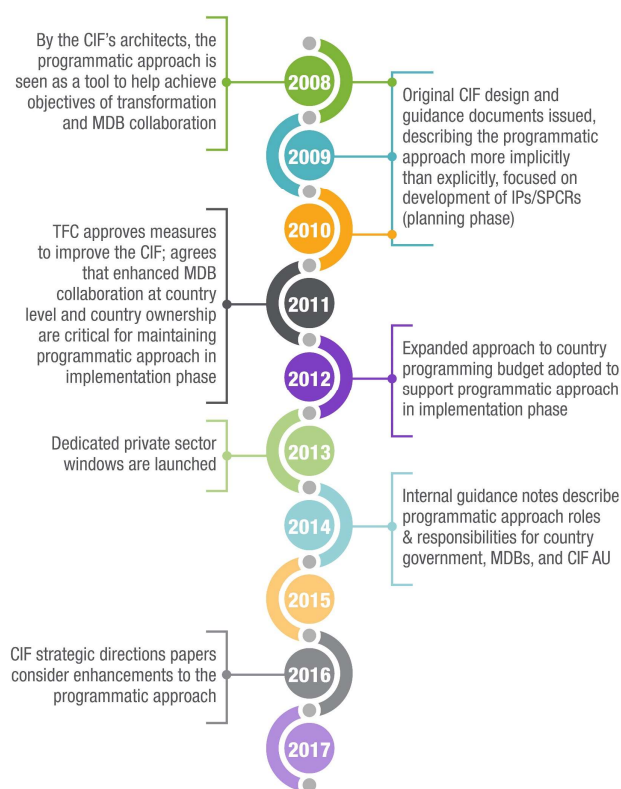 By the CIF's architects, the
programmatic approach is
seen as a tool to help achieve
objectives of transformation
and MDB collaboration
2008
Original CIF design and
guidance documents issued,
describing the programmatic
approach more implicitly
than explicitly, focused on
development of IPs/SPCRs
(planning phase)
2009
2010
TFC approves measures
to improve the CIF; agrees
that enhanced MDB
collaboration at country
level and country ownership
are critical for maintaining
programmatic approach in
implementation phase
2011
Expanded approach to country
programming budget adopted to
support programmatic approach
in implementation phase
2012
Dedicated private sector
windows are launched
2013
Internal guidance notes describe
programmatic approach roles
& responsibilities for country
government, MDBs, and CIF AU
2014
2015
CIF strategic directions papers
consider enhancements to the
programmatic approach
2016
2017